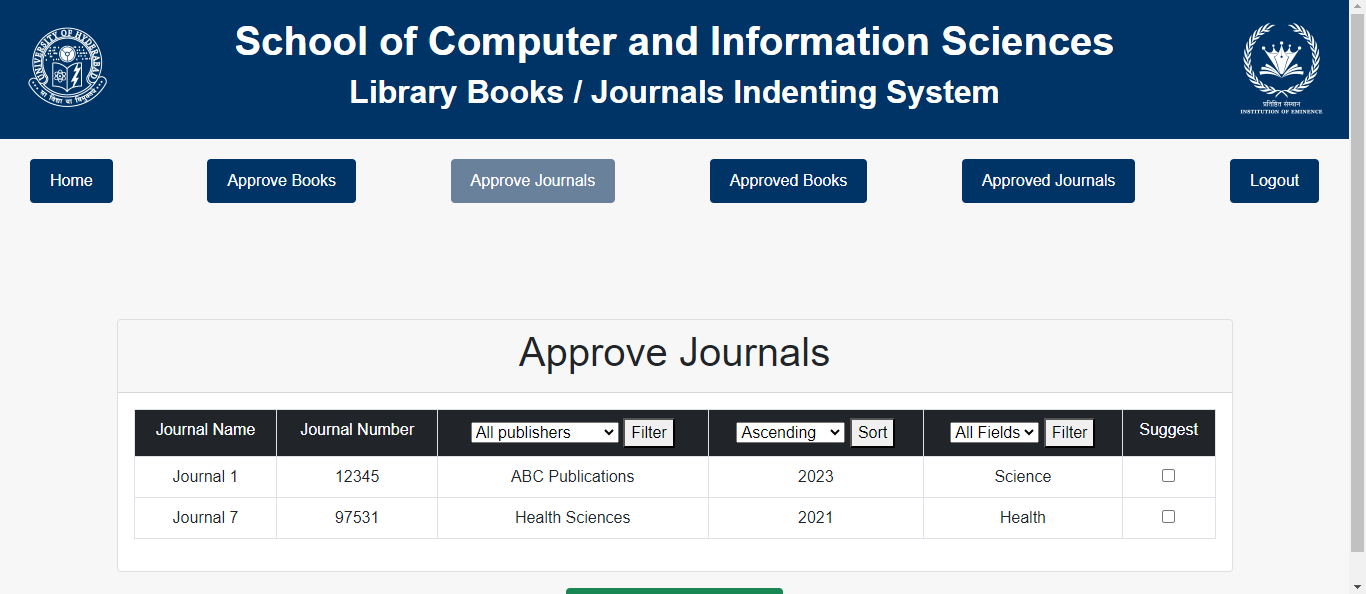 School of Computer and Information Sciences
Library Books / Journals Indenting System
UNIVERSITY OF HYDERABAD
सा विद्या या विमुक्तये
प्रतिष्ठित संस्थान
INSTITUTION OF EMINENCE
Home Approve Books Approve Journals Approved Books Approved Journals Logout
Approve Journals
Journal Name Journal Number All publishers Filter Ascending Sort All Fields Filter Suggest
Journal 1 12345 ABC Publications 2023 Science
Journal 7 97531 Health Sciences 2021 Health